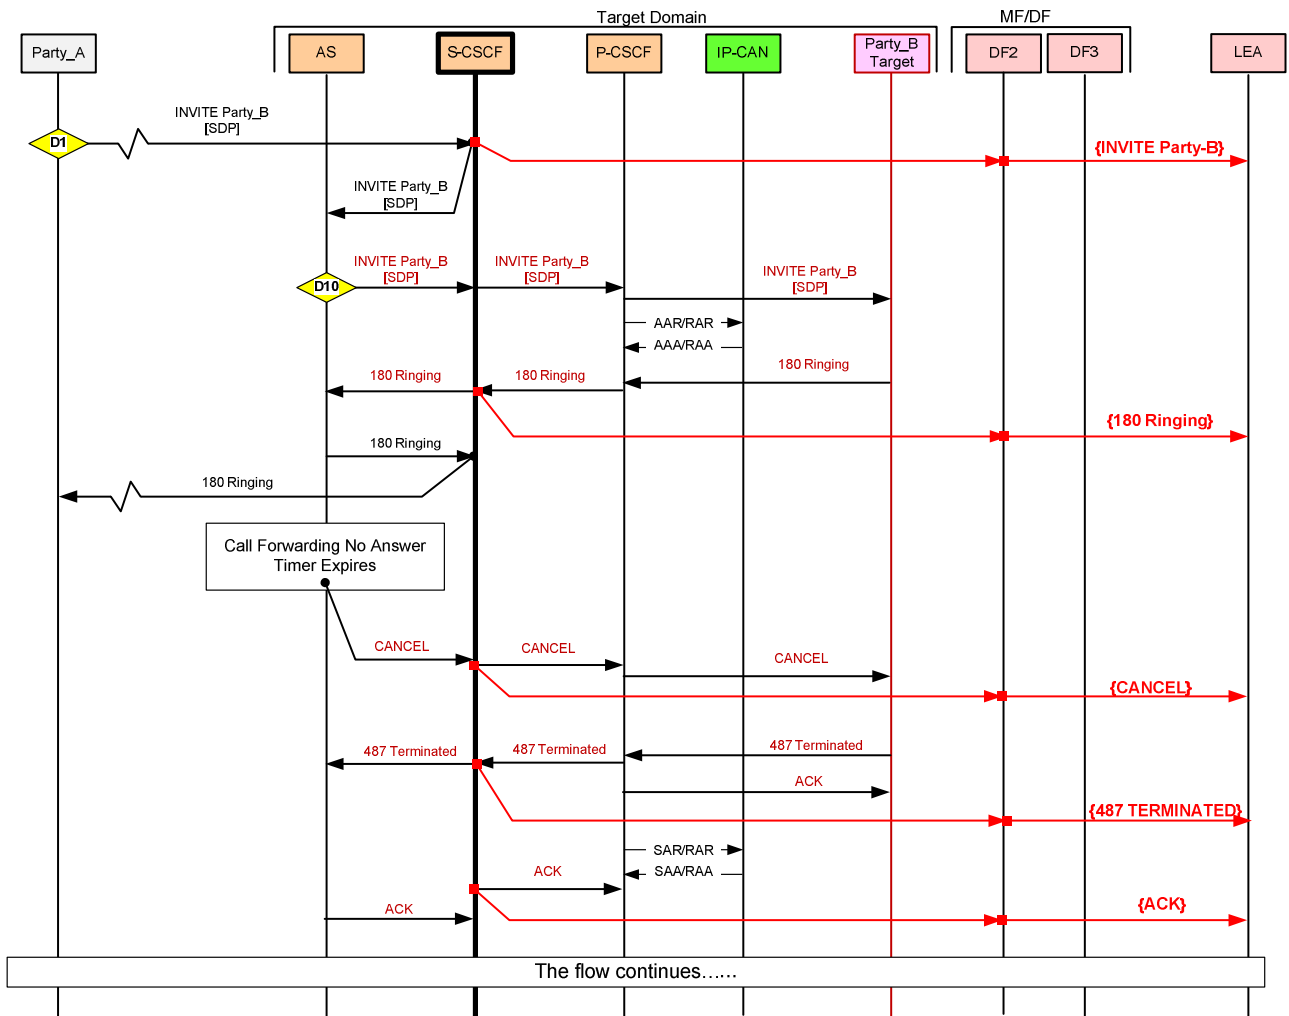 Target Domain
MF/DF
Party_A
AS
S-CSCF
P-CSCF
IP-CAN
Party_B
Target
DF2
DF3
LEA
INVITE Party_B
[SDP]
D1
{INVITE Party-B}
INVITE Party_B
[SDP]
INVITE Party_B
[SDP]
INVITE Party_B
[SDP]
INVITE Party_B
[SDP]
D10
AAR/RAR
AAA/RAA
180 Ringing
180 Ringing
180 Ringing
{180 Ringing}
180 Ringing
180 Ringing
Call Forwarding No Answer
Timer Expires
CANCEL
CANCEL
CANCEL
{CANCEL}
487 Terminated
487 Terminated
487 Terminated
ACK
{487 TERMINATED}
SAR/RAR
SAA/RAA
ACK
ACK
{ACK}
The flow continues……